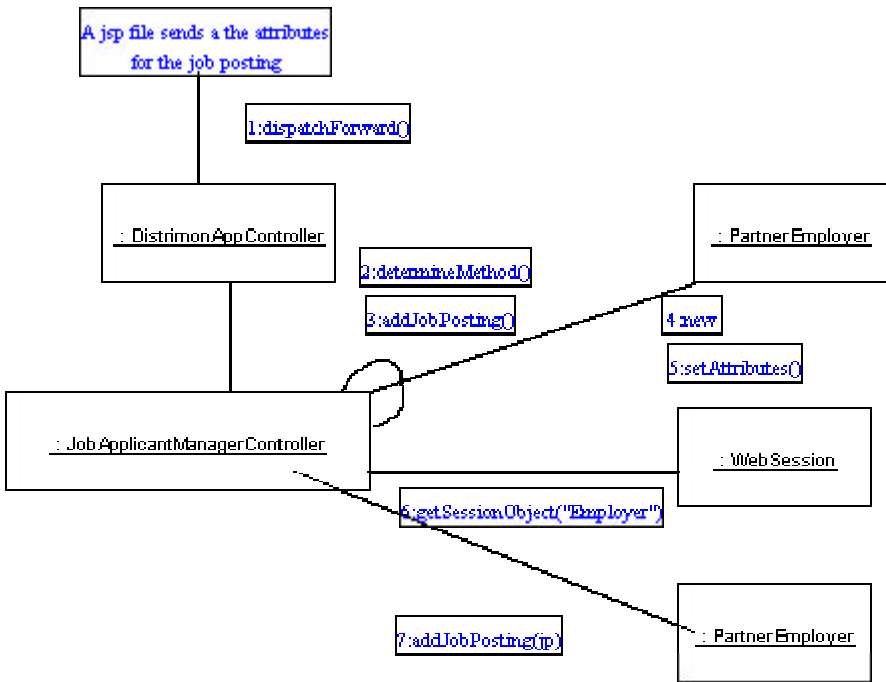 A jsp file sends a the attributes
for the job posting
1:dispatchForward()
: DistrimonAppController
: PartnerEmployer
2:determineMethod()
3:addJobPosting()
4:new
5:setAttributes()
: JobApplicantManagerController
: WebSession
6:getSessionObject("Employer")
7:addJobPosting(jp)
: PartnerEmployer